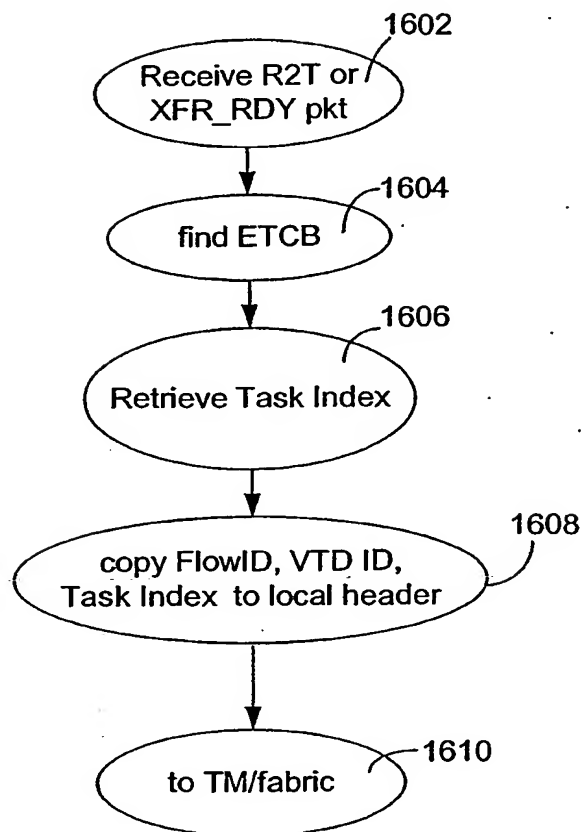 1602
Receive R2T or
XFR_RDY pkt
1604
find ETCB
1606
Retrieve Task Index
1608
copy FlowID, VTD ID,
Task Index to local header
1610
to TM/fabric